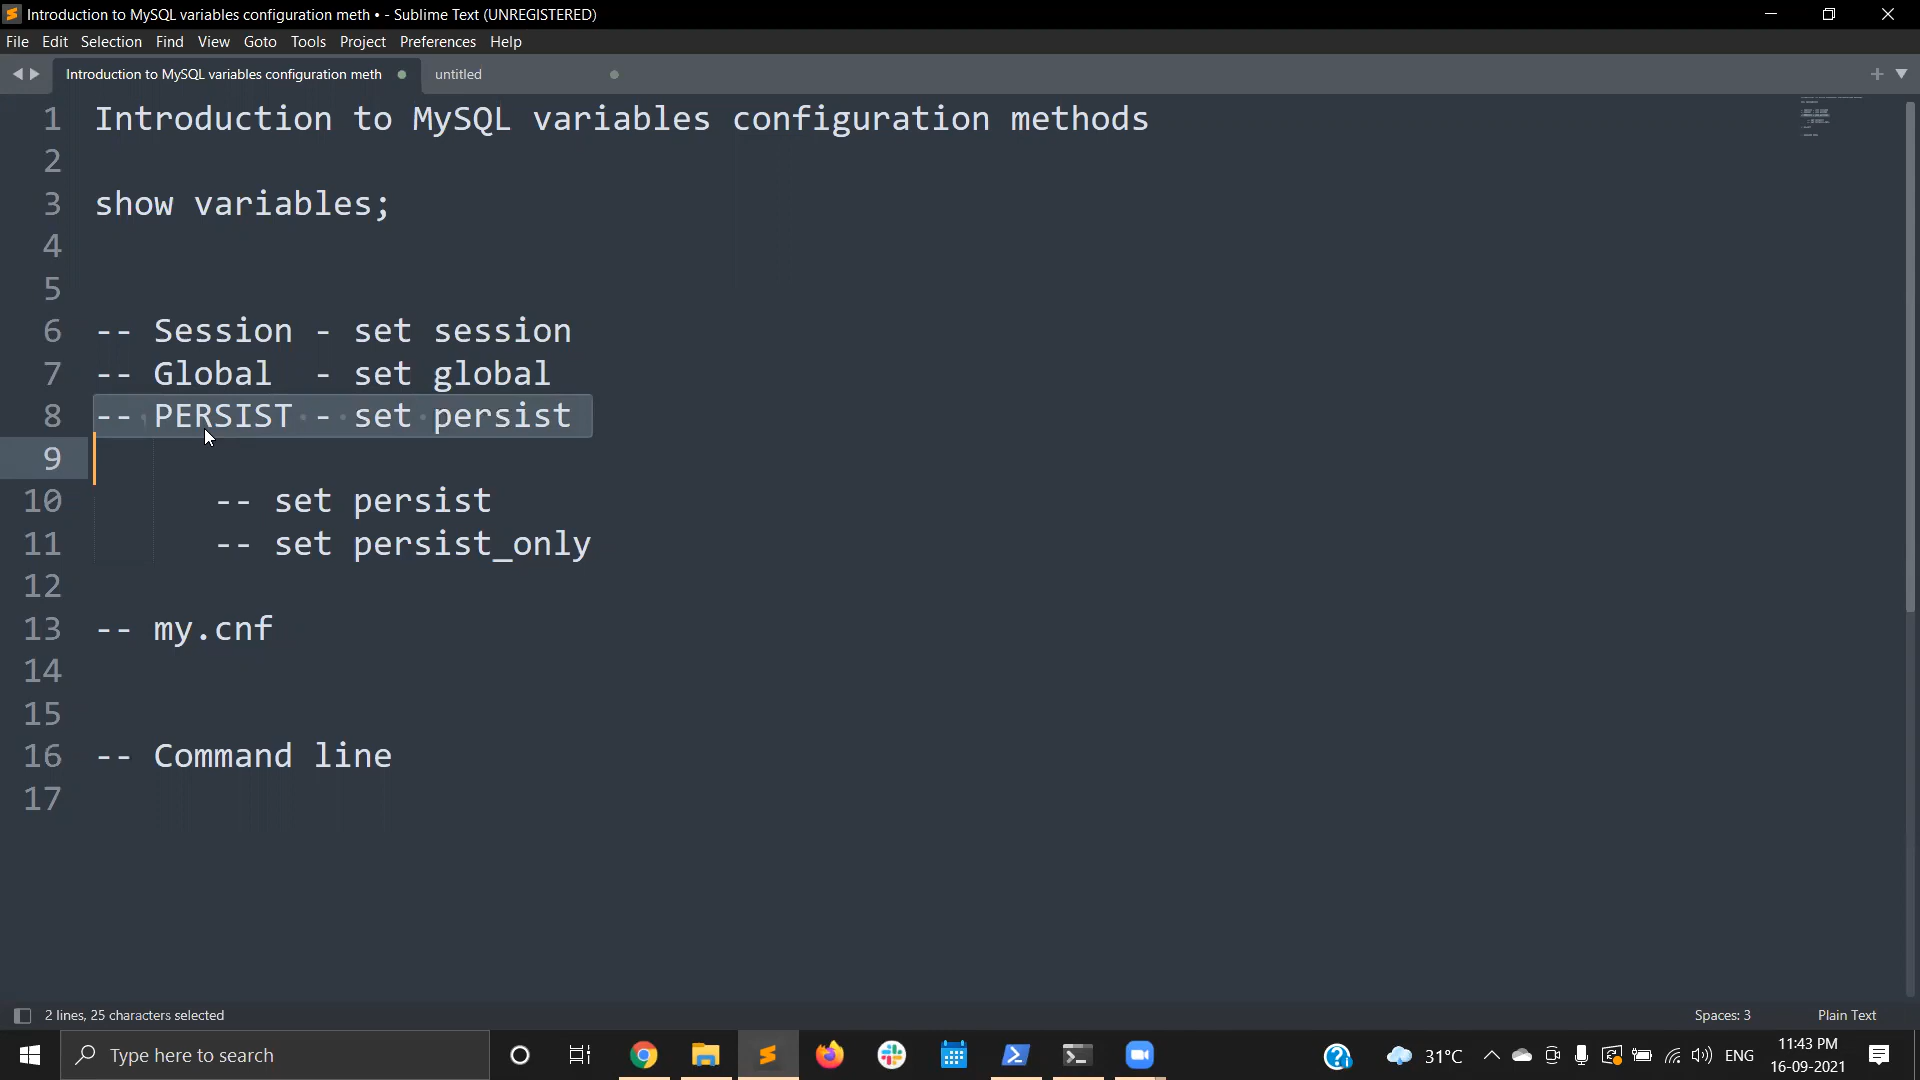 Introduction to MySQL variables configuration meth • - Sublime Text (UNREGISTERED)
File Edit Selection Find View Goto Tools Project Preferences Help
Introduction to MySQL variables configuration meth untitled
1 Introduction to MySQL variables configuration methods
2
3 show variables;
4
5
6 -- Session - set session
7 -- Global - set global
8 -- PERSIST - set persist
9
10 -- set persist
11 -- set persist_only
12
13 -- my.cnf
14
15
16 -- Command line
17
2 lines, 25 characters selected Spaces: 3 Plain Text
Type here to search 31°C ENG 11:43 PM
16-09-2021